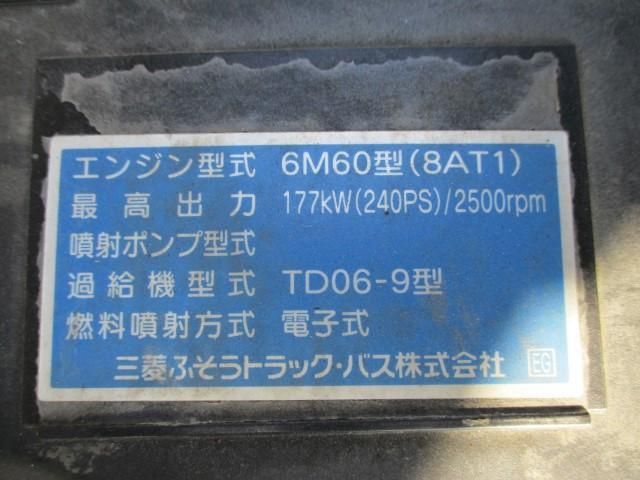 エンジン型式 6M60型(8AT1)
最高出力 177kW(240PS)/2500rpm
噴射ポンプ型式
過給機型式 TD06-9型
燃料噴射方式 電子式
三菱ふそうトラック・バス株式会社 EG